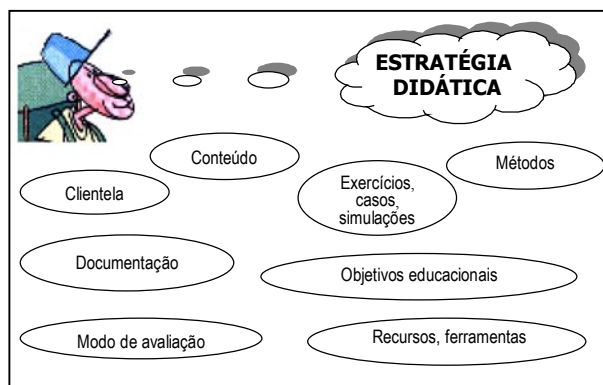 ESTRATÉGIA
DIDÁTICA
Conteúdo
Métodos
Clientela
Exercícios,
casos,
simulações
Documentação
Objetivos educacionais
Modo de avaliação
Recursos, ferramentas